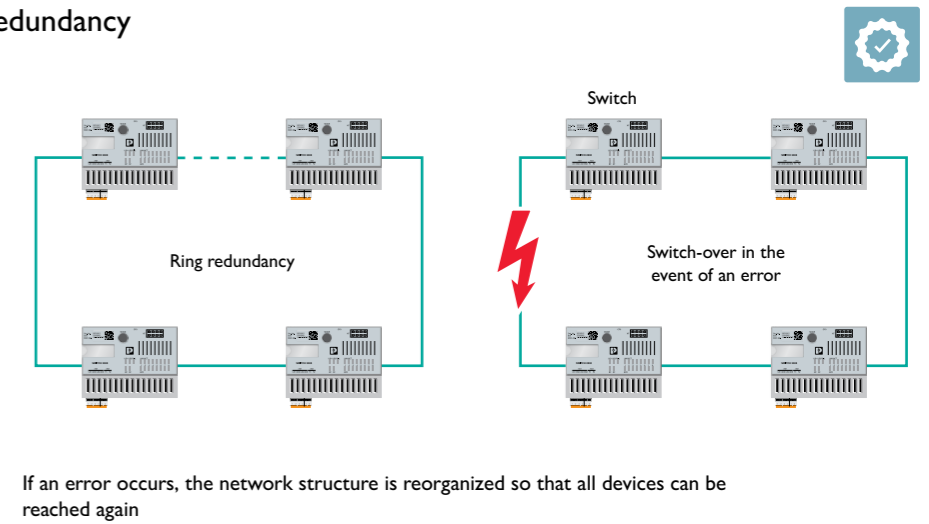 edundancy
Switch
Ring redundancy
Switch-over in the
event of an error
If an error occurs, the network structure is reorganized so that all devices can be
reached again